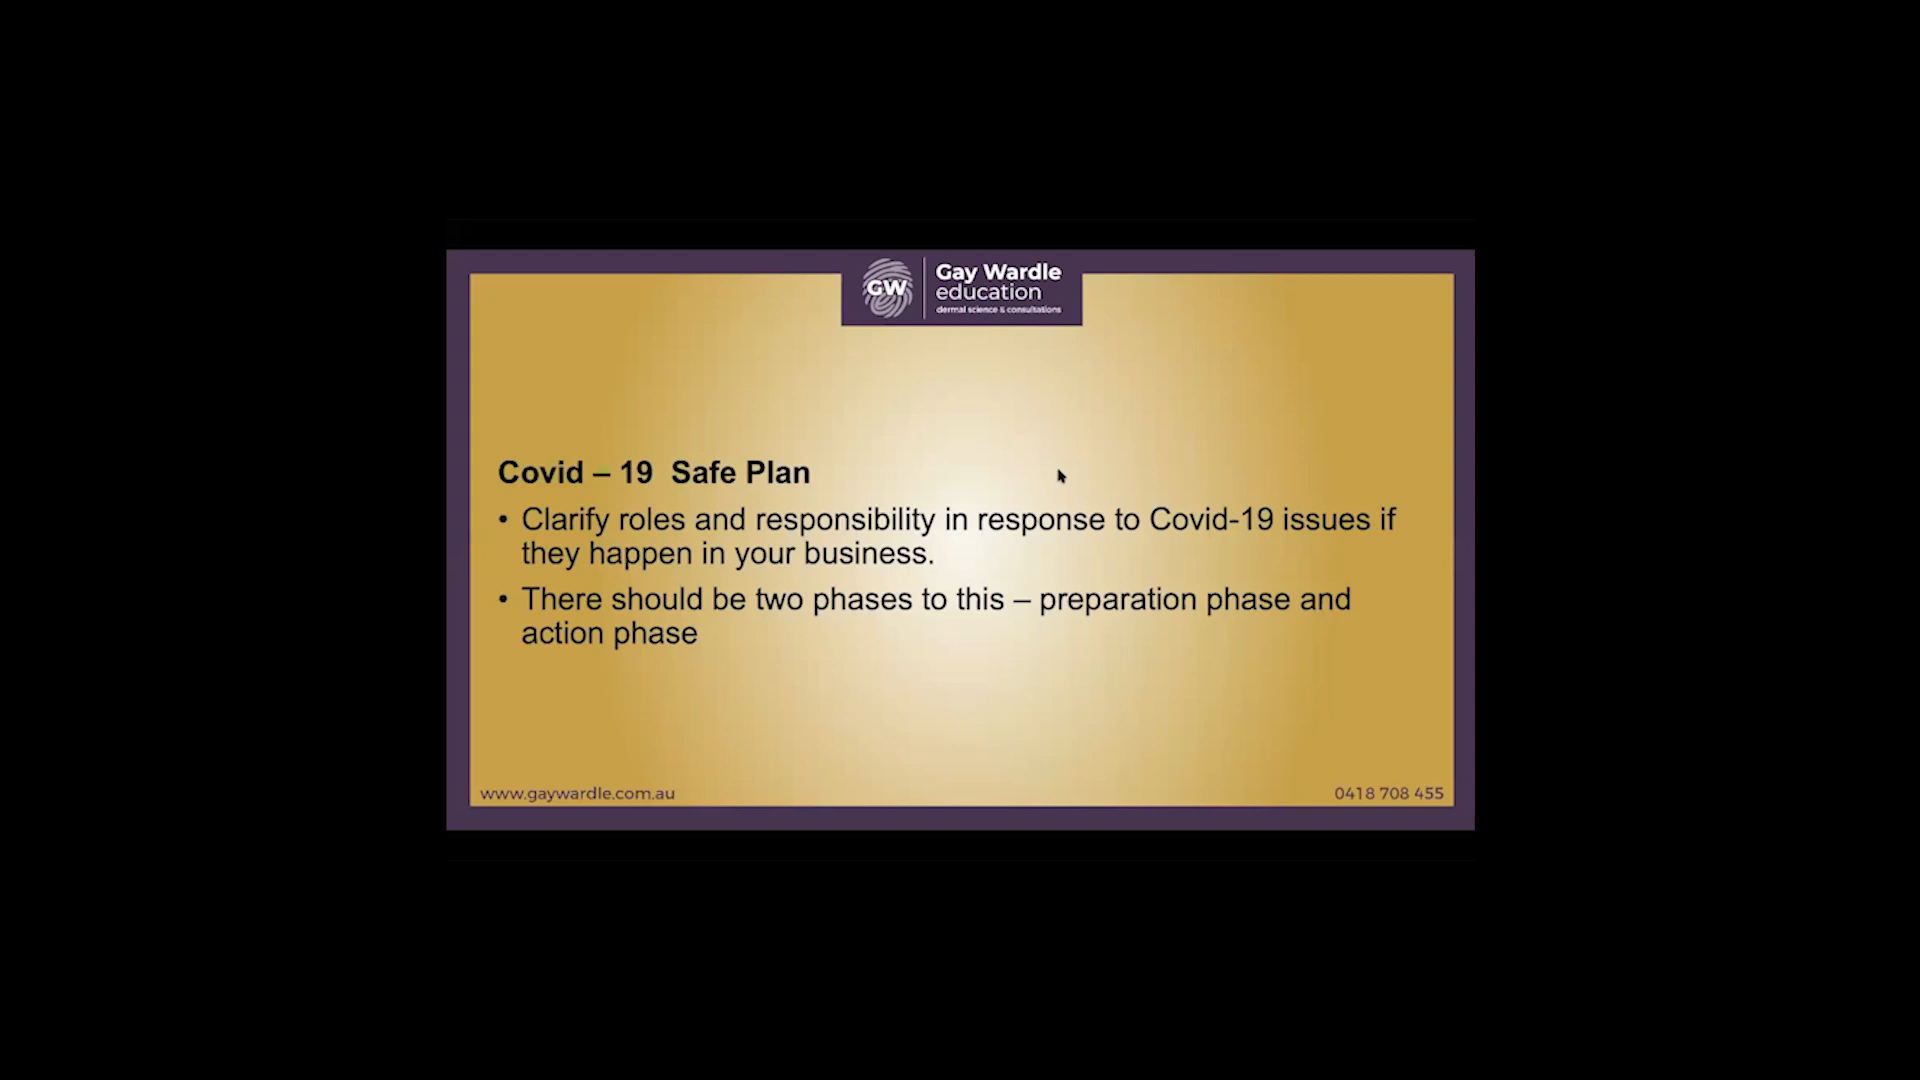 GW
Gay Wardle
education
dermal science & consultations
Covid – 19  Safe Plan
• Clarify roles and responsibility in response to Covid-19 issues if
they happen in your business.
• There should be two phases to this – preparation phase and
action phase
www.gaywardle.com.au
0418 708 455